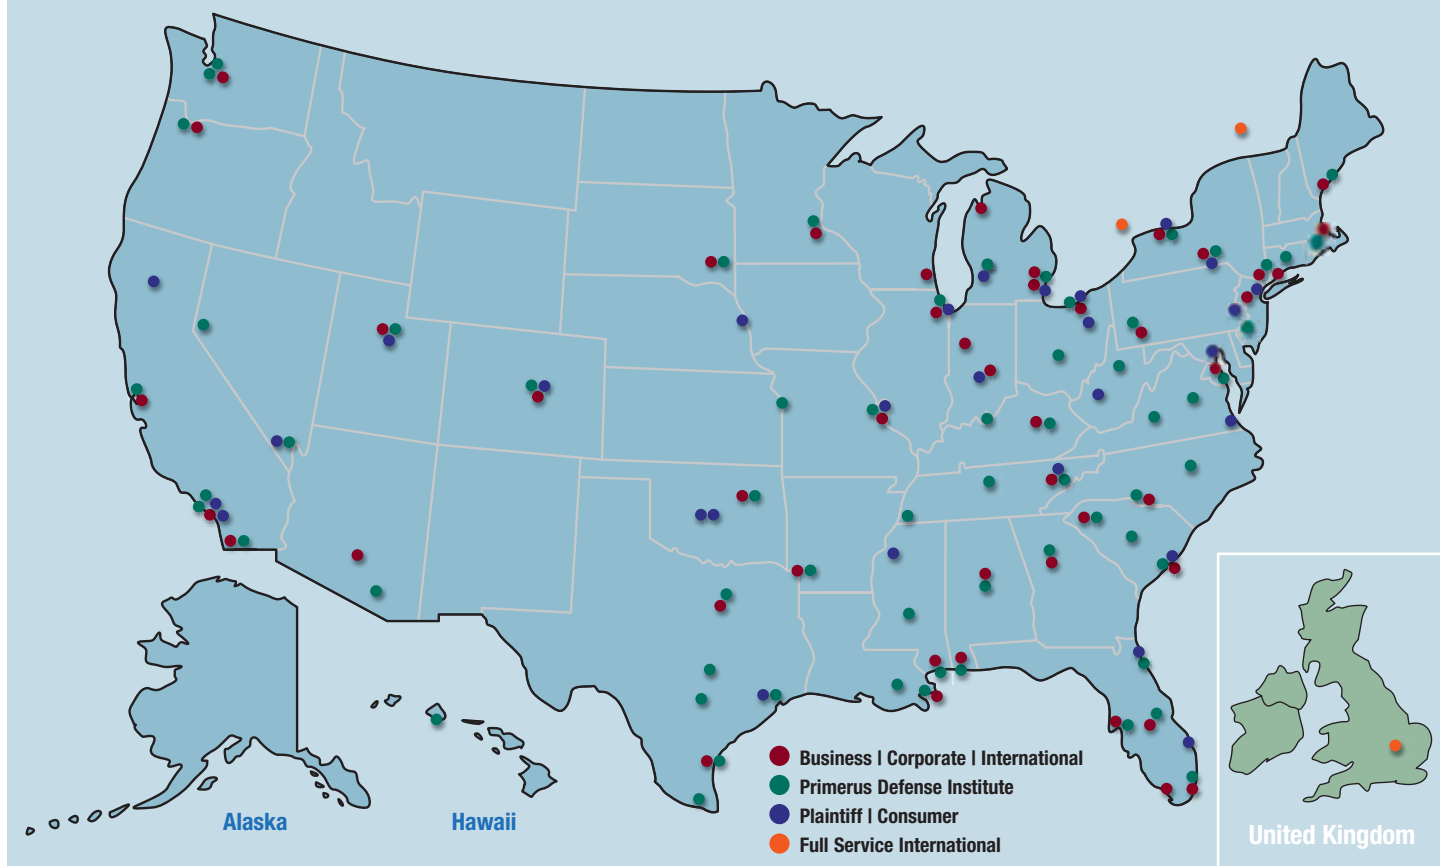 Business | Corporate | International
Primerus Defense Institute
Plaintiff | Consumer
Full Service International
Alaska
Hawaii
United Kingdom